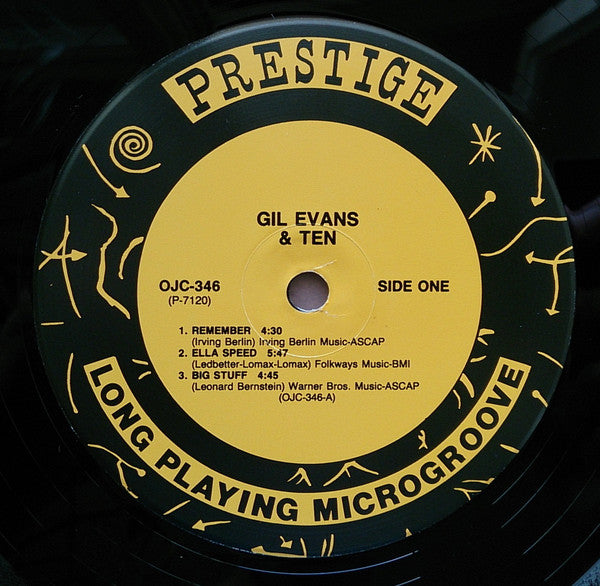 PRESTIGE
GIL EVANS
& TEN
OJC-346
(P-7120)
SIDE ONE
1. REMEMBER 4:30
(Irving Berlin) Irving Berlin Music-ASCAP
2. ELLA SPEED 5:47
(Ledbetter-Lomax-Lomax) Folkways Music-BMI
3. BIG STUFF 4:45
(Leonard Bernstein) Warner Bros. Music-ASCAP
(OJC-346-A)
LONG PLAYING MICROGROOVE